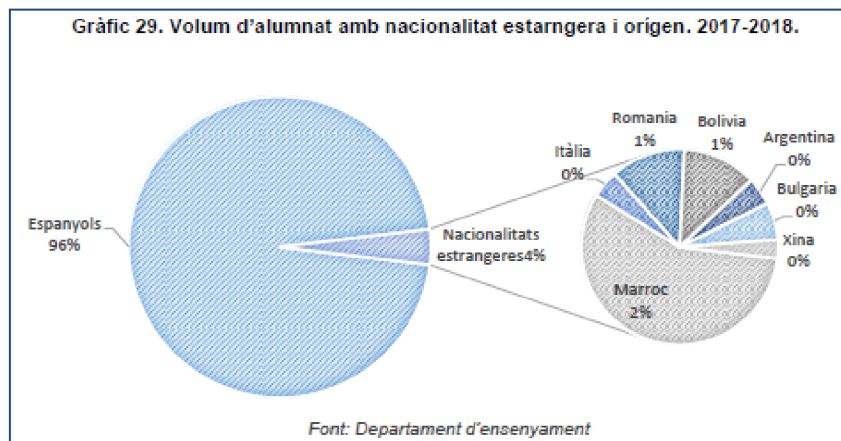 Gràfic 29. Volum d'alumnat amb nacionalitat estarngera i orígen. 2017-2018.
Espanyols
96%
Nacionalitats
estrangeres4%
Itàlia
0%
Romania
1%
Bolivia
1%
Argentina
0%
Bulgaria
0%
Xina
0%
Marroc
2%
Font: Departament d'ensenyament